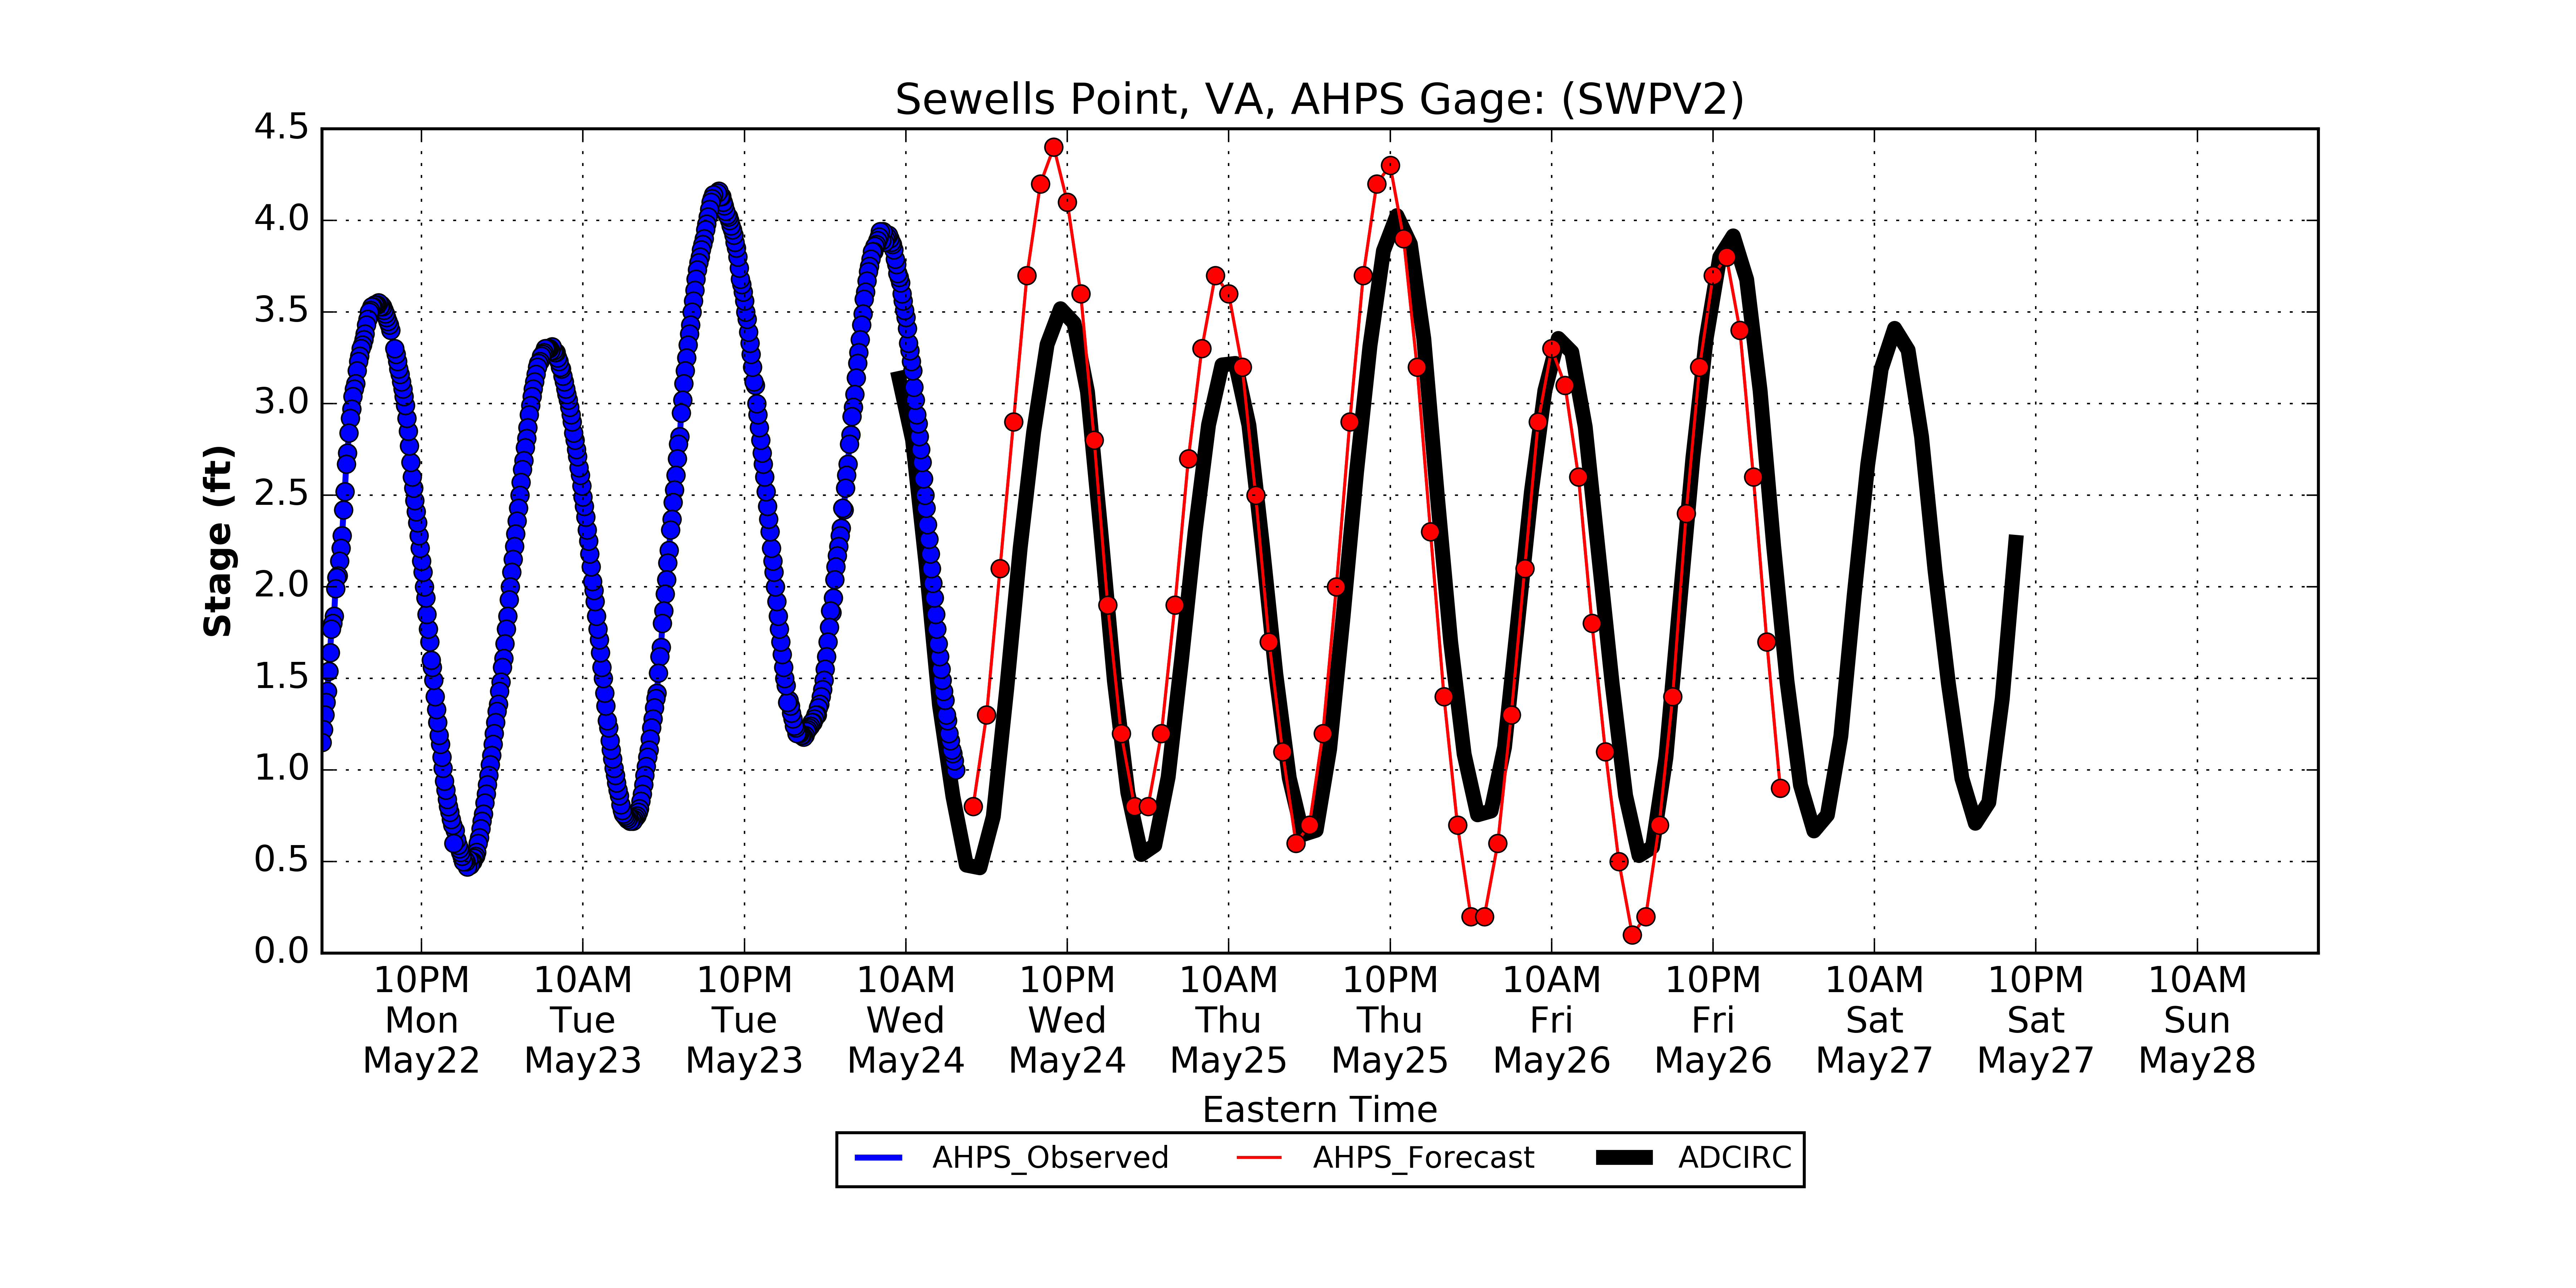 Sewells Point, VA, AHPS Gage: (SWPV2)
4.5
4.0
3.5
3.0
2.5
2.0
1.5
1.0
0.5
0.0
Stage (ft)
10PM 10AM 10PM 10AM 10PM 10AM 10PM 10AM 10PM 10AM 10PM 10AM
Mon Tue Tue Wed Wed Thu Thu Fri Fri Sat Sat Sun
May22 May23 May23 May24 May24 May25 May25 May26 May26 May27 May27 May28
Eastern Time
AHPS_Observed AHPS_Forecast ADCIRC